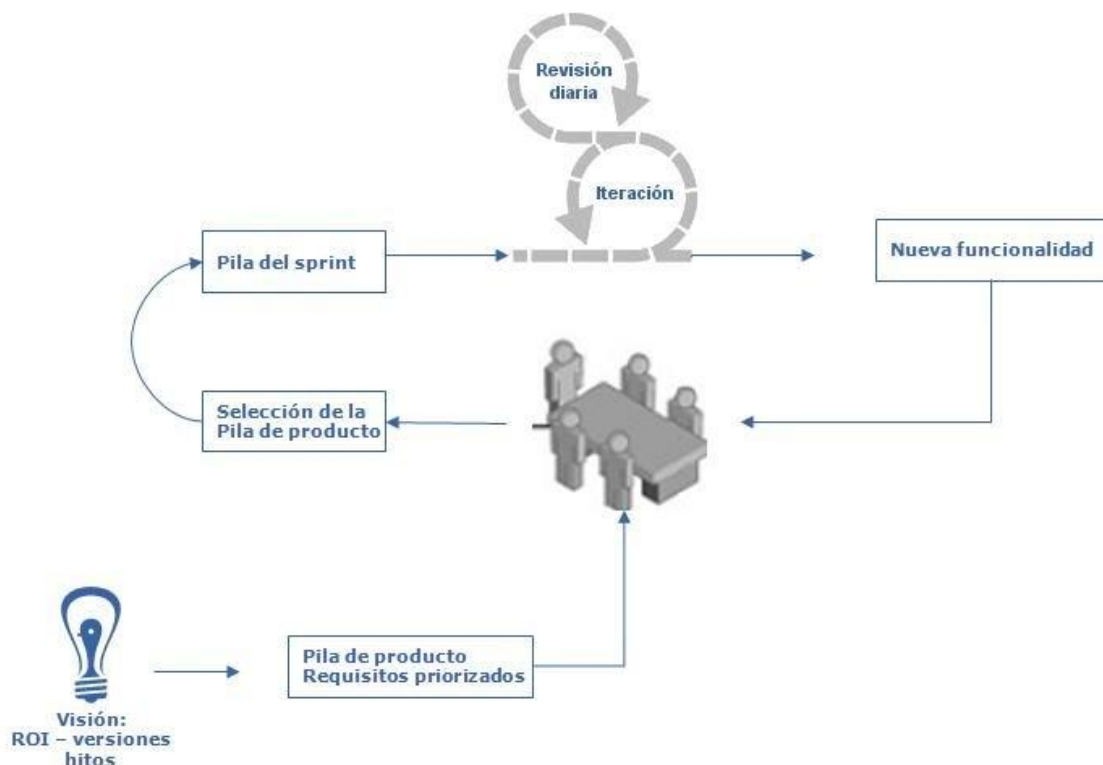 Revisión
diaria
Iteración
Pila del sprint
Nueva funcionalidad
Selección de la
Pila de producto
Pila de producto
Requisitos priorizados
Visión:
ROI – versiones
hitos